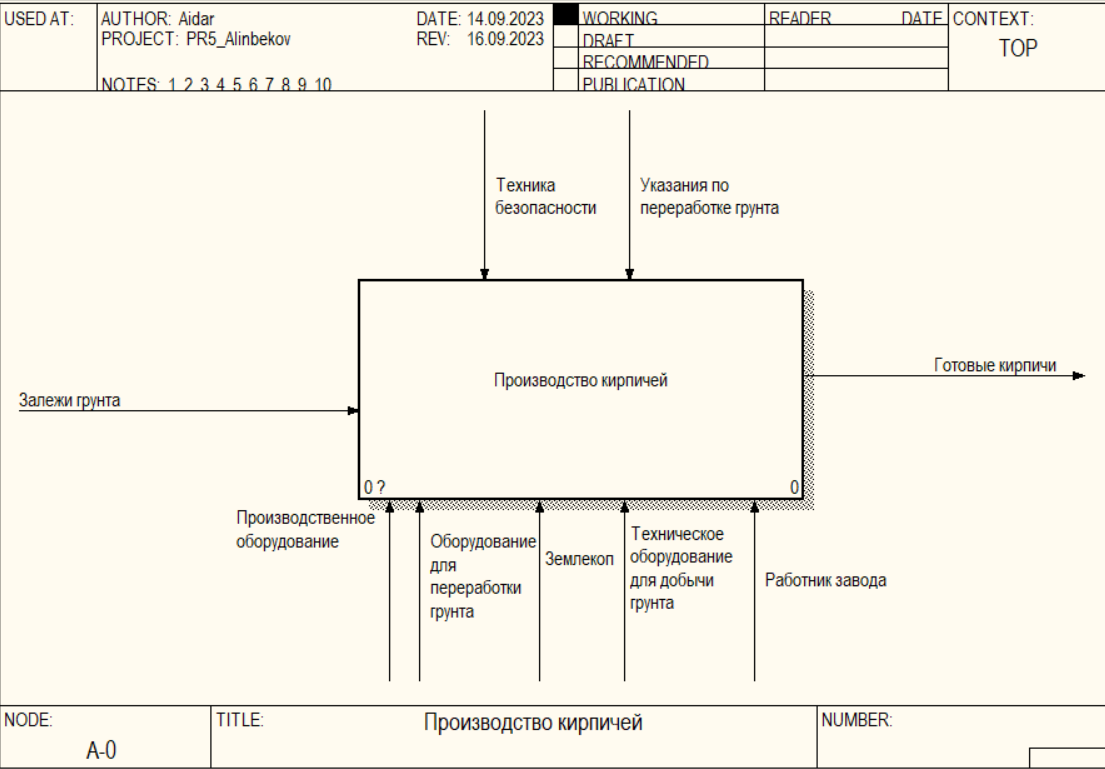 USED AT:
AUTHOR: Aidar
DATE: 14.09.2023
PROJECT: PR5_Alinbekov
REV: 16.09.2023
NOTES: 1 2 3 4 5 6 7 8 9 10
WORKING
DRAFT
RECOMMENDED
PUBLICATION
READER DATE
CONTEXT:
TOP
Техника
безопасности
Указания по
переработке грунта
Производство кирпичей
Готовые кирпичи
Залежи грунта
0 ?
0
Производственное
оборудование
Оборудование
для
переработки
грунта
Землекоп
Техническое
оборудование
для добычи
грунта
Работник завода
NODE:
A-0
TITLE:
Производство кирпичей
NUMBER: